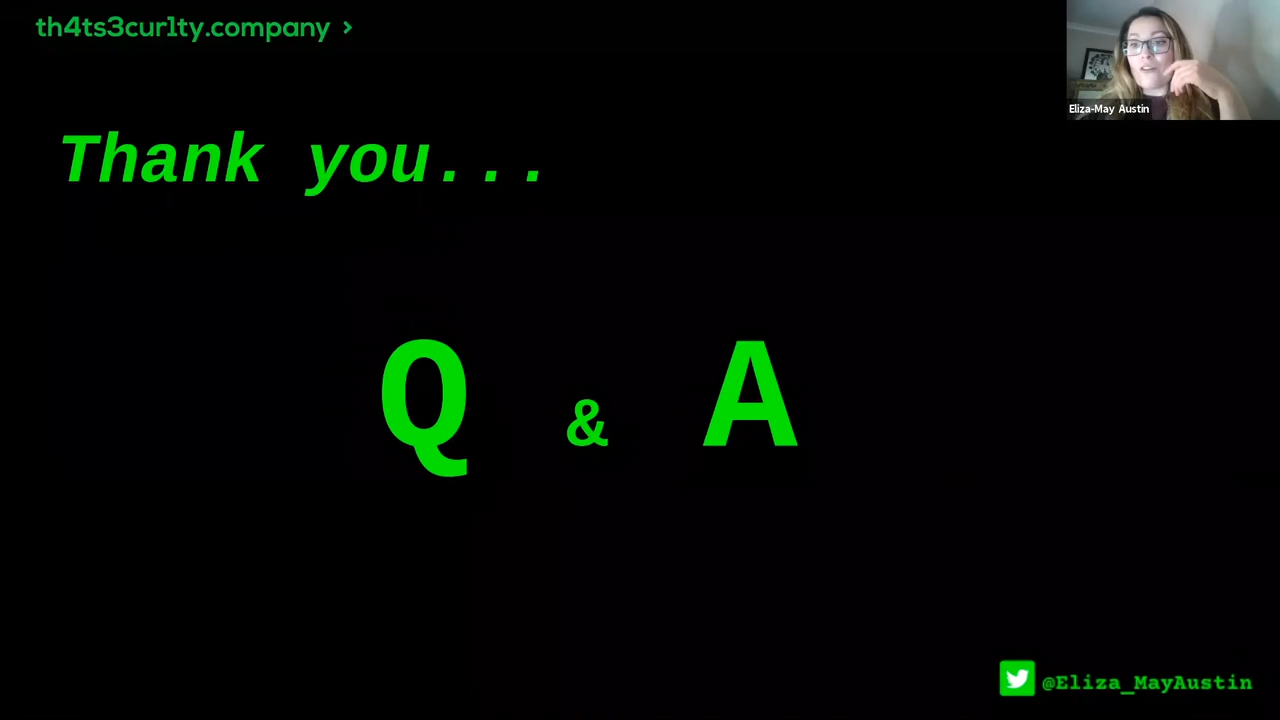 th4ts3cur1ty.company >
Eliza-May Austin
Thank you...
Q & A
@Eliza_MayAustin